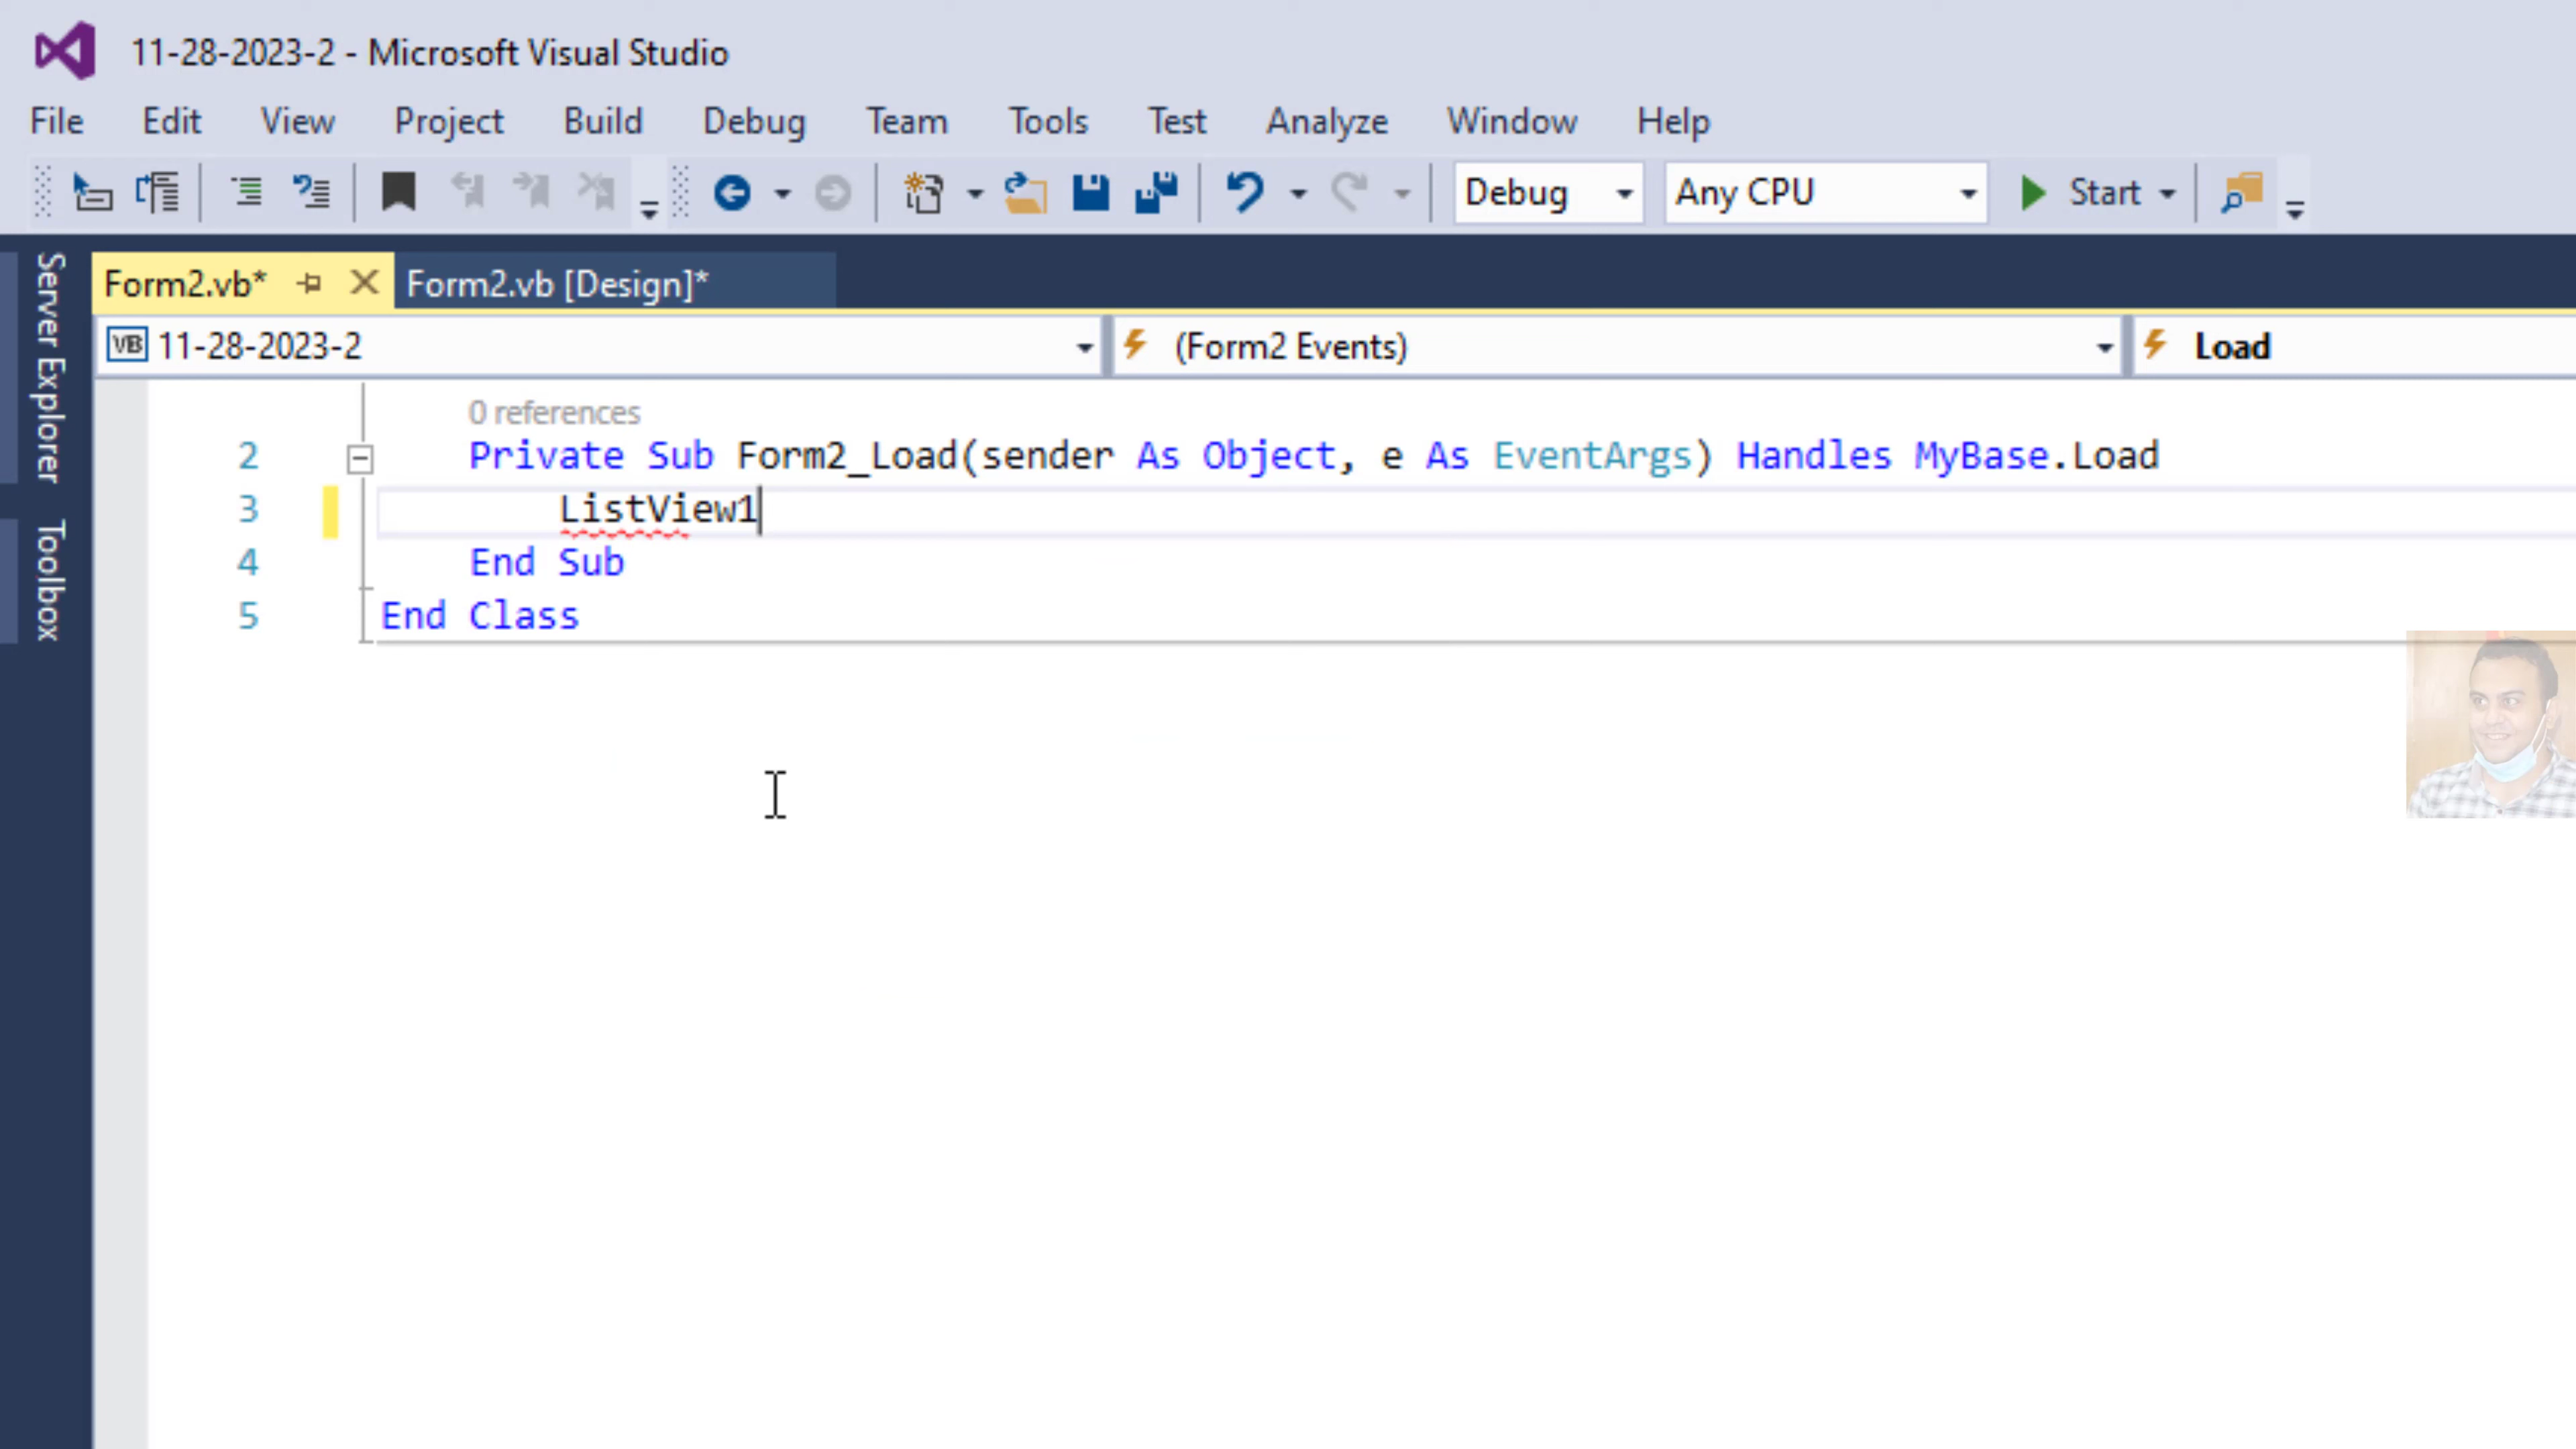 11-28-2023-2 - Microsoft Visual Studio
File Edit View Project Build Debug Team Tools Test Analyze Window Help
Debug Any CPU Start
Server Explorer
Toolbox
Form2.vb* Form2.vb [Design]*
VB 11-28-2023-2 (Form2 Events) Load
0 references
2 Private Sub Form2_Load(sender As Object, e As EventArgs) Handles MyBase.Load
3 ListView1
4 End Sub
5 End Class